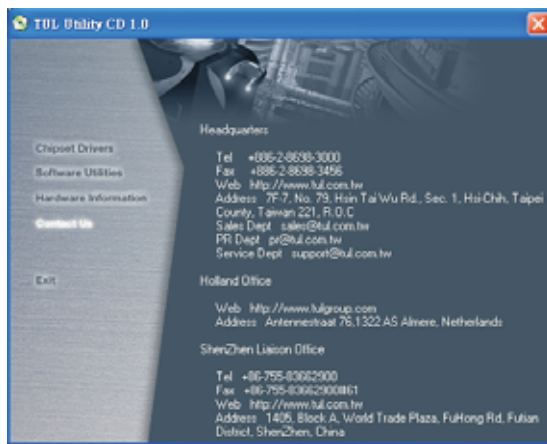 TUL Utility CD 1.0
Chipset Drivers
Software Utilities
Hardware Information
Contact Us
Exit
Headquarters
Tel +886-2-8698-3000
Fax +886-2-8698-3456
Web http://www.tul.com.tw
Address 7F-7, No. 79, Hsin Tai Wu Rd., Sec. 1, Hsi-Chih, Taipei
County, Taiwan 221, R.O.C
Sales Dept sales@tul.com.tw
PR Dept pr@tul.com.tw
Service Dept support@tul.com.tw
Holland Office
Web http://www.tulgroup.com
Address Antennestraat 76,1322 AS Almere, Netherlands
ShenZhen Liaison Office
Tel +86-755-83662900
Fax +86-755-83662900#861
Web http://www.tul.com.tw
Address 1405, Block A, World Trade Plaza, FuHong Rd, Futian
District, ShenZhen, China